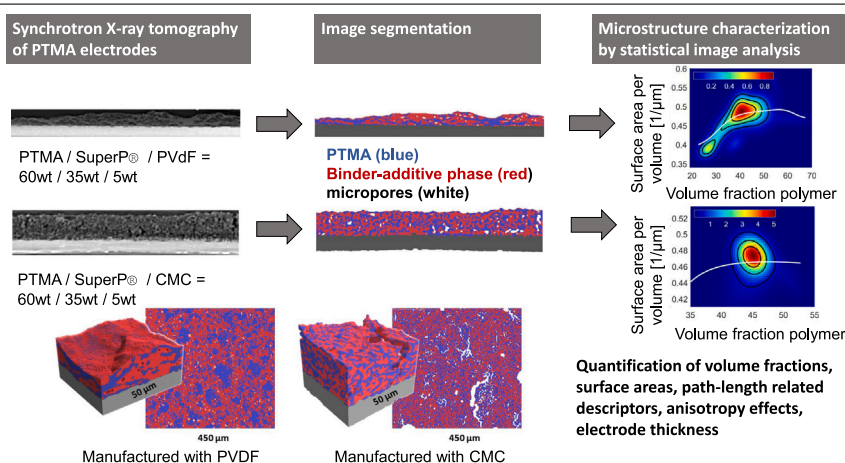 Synchrotron X-ray tomography
of PTMA electrodes
Image segmentation
Microstructure characterization
by statistical image analysis
PTMA / SuperP® / PVdF =
60wt / 35wt / 5wt
PTMA (blue)
Binder-additive phase (red)
micropores (white)
Surface area per
volume [1/µm]
0.6
0.55
0.5
0.45
0.4
0.35
0.2 0.4 0.6 0.8
20 30 40 50 60 70
Volume fraction polymer
PTMA / SuperP® / CMC =
60wt / 35wt / 5wt
Surface area per
volume [1/µm]
0.52
0.5
0.48
0.46
0.44
0.42
1 2 3 4 5
35 45 55
Volume fraction polymer
50 µm
450 µm
Manufactured with PVDF
50 µm
450 µm
Manufactured with CMC
Quantification of volume fractions,
surface areas, path-length related
descriptors, anisotropy effects,
electrode thickness